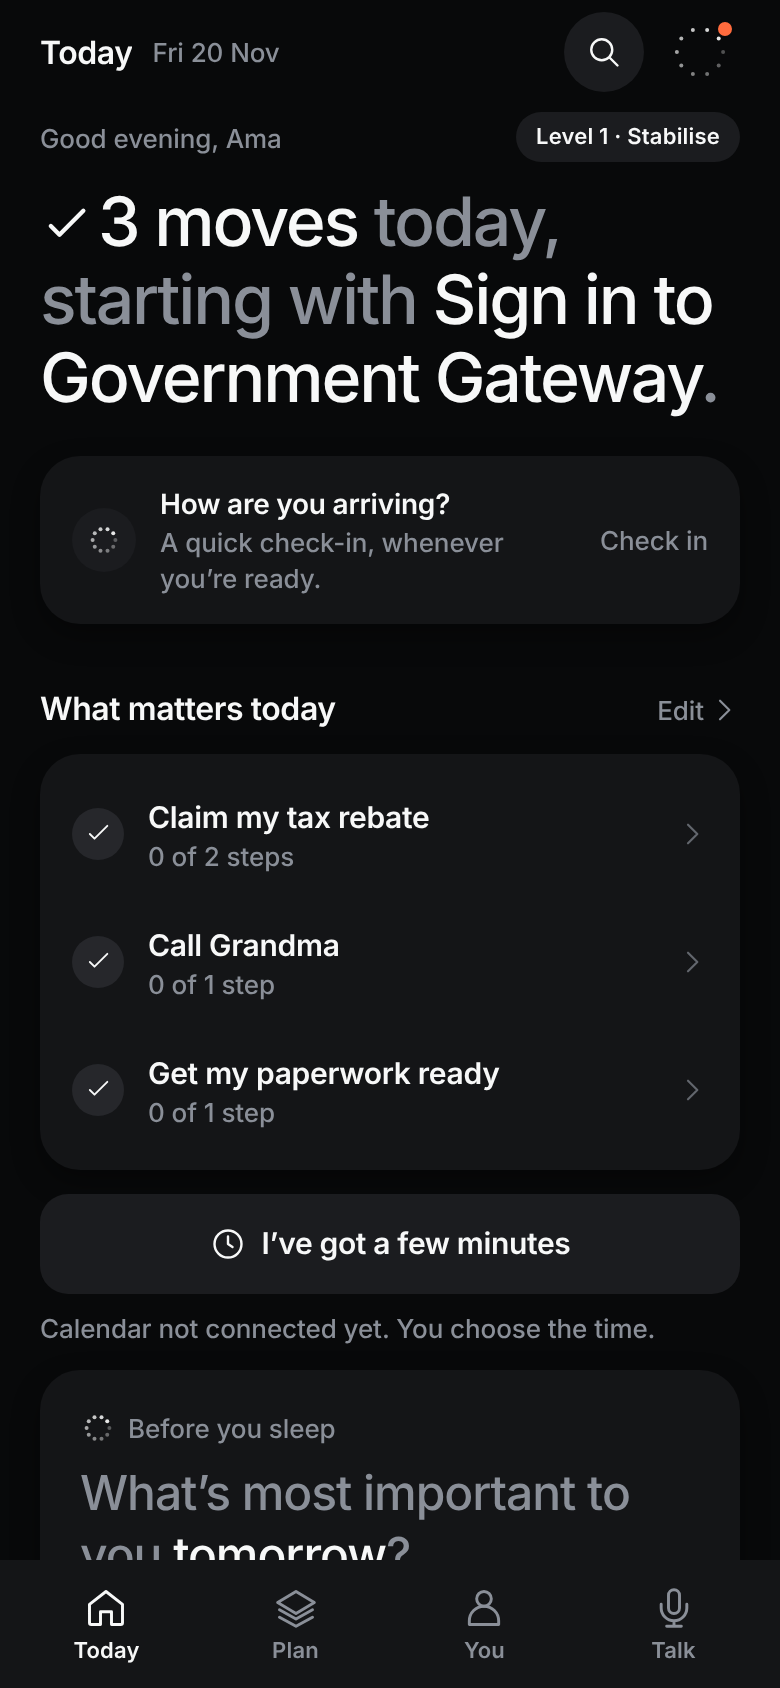 Today Fri 20 Nov
Good evening, Ama
Level 1 · Stabilise
3 moves today,
starting with Sign in to
Government Gateway.
How are you arriving?
A quick check-in, whenever
you’re ready.
Check in
What matters today
Edit
Claim my tax rebate
0 of 2 steps
Call Grandma
0 of 1 step
Get my paperwork ready
0 of 1 step
I’ve got a few minutes
Calendar not connected yet. You choose the time.
Before you sleep
What’s most important to
you tomorrow?
Today
Plan
You
Talk